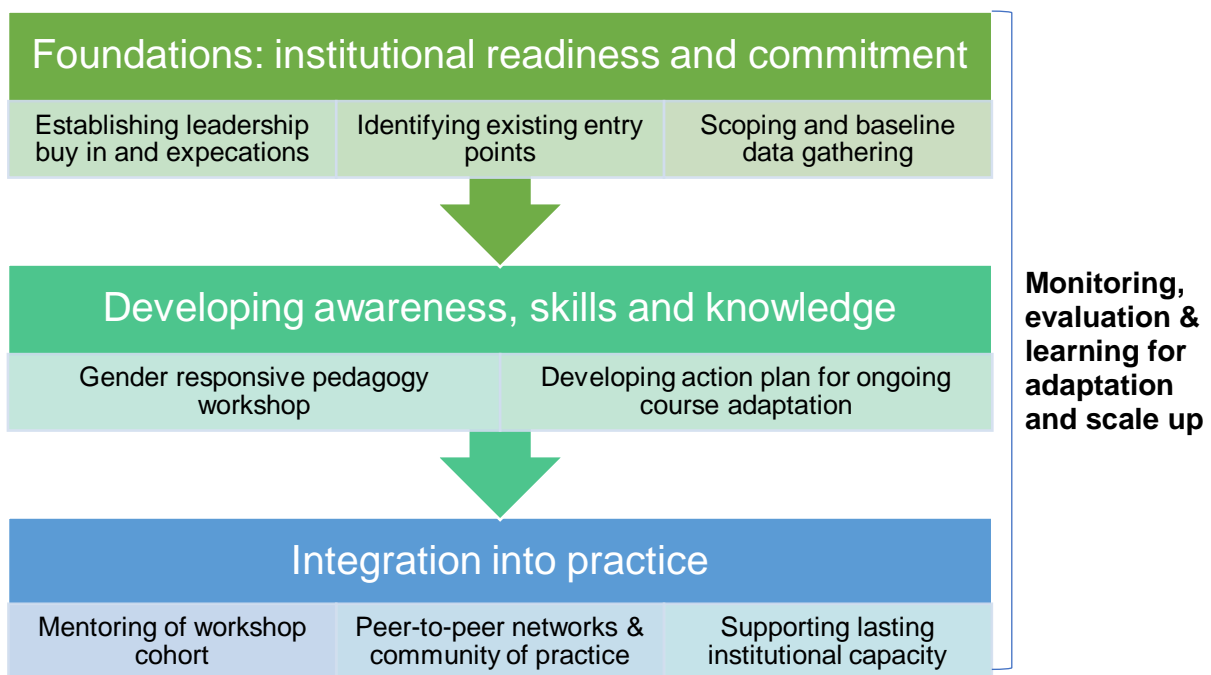 Foundations: institutional readiness and commitment
Establishing leadership
buy in and expecations
Identifying existing entry
points
Scoping and baseline
data gathering
Developing awareness, skills and knowledge
Gender responsive pedagogy
workshop
Developing action plan for ongoing
course adaptation
Integration into practice
Mentoring of workshop
cohort
Peer-to-peer networks &
community of practice
Supporting lasting
institutional capacity
Monitoring,
evaluation &
learning for
adaptation
and scale up